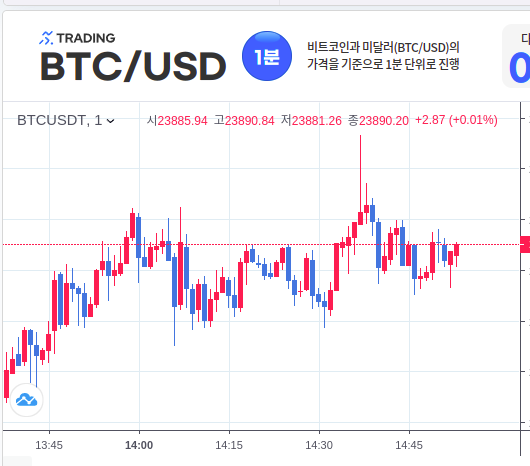 TRADING
BTC/USD
1분
비트코인과 미달러(BTC/USD)의
가격을 기준으로 1분 단위로 진행
다
0
BTCUSDT, 1
시23885.94 고23890.84 저23881.26 종23890.20 +2.87 (+0.01%)
13:45 14:00 14:15 14:30 14:45